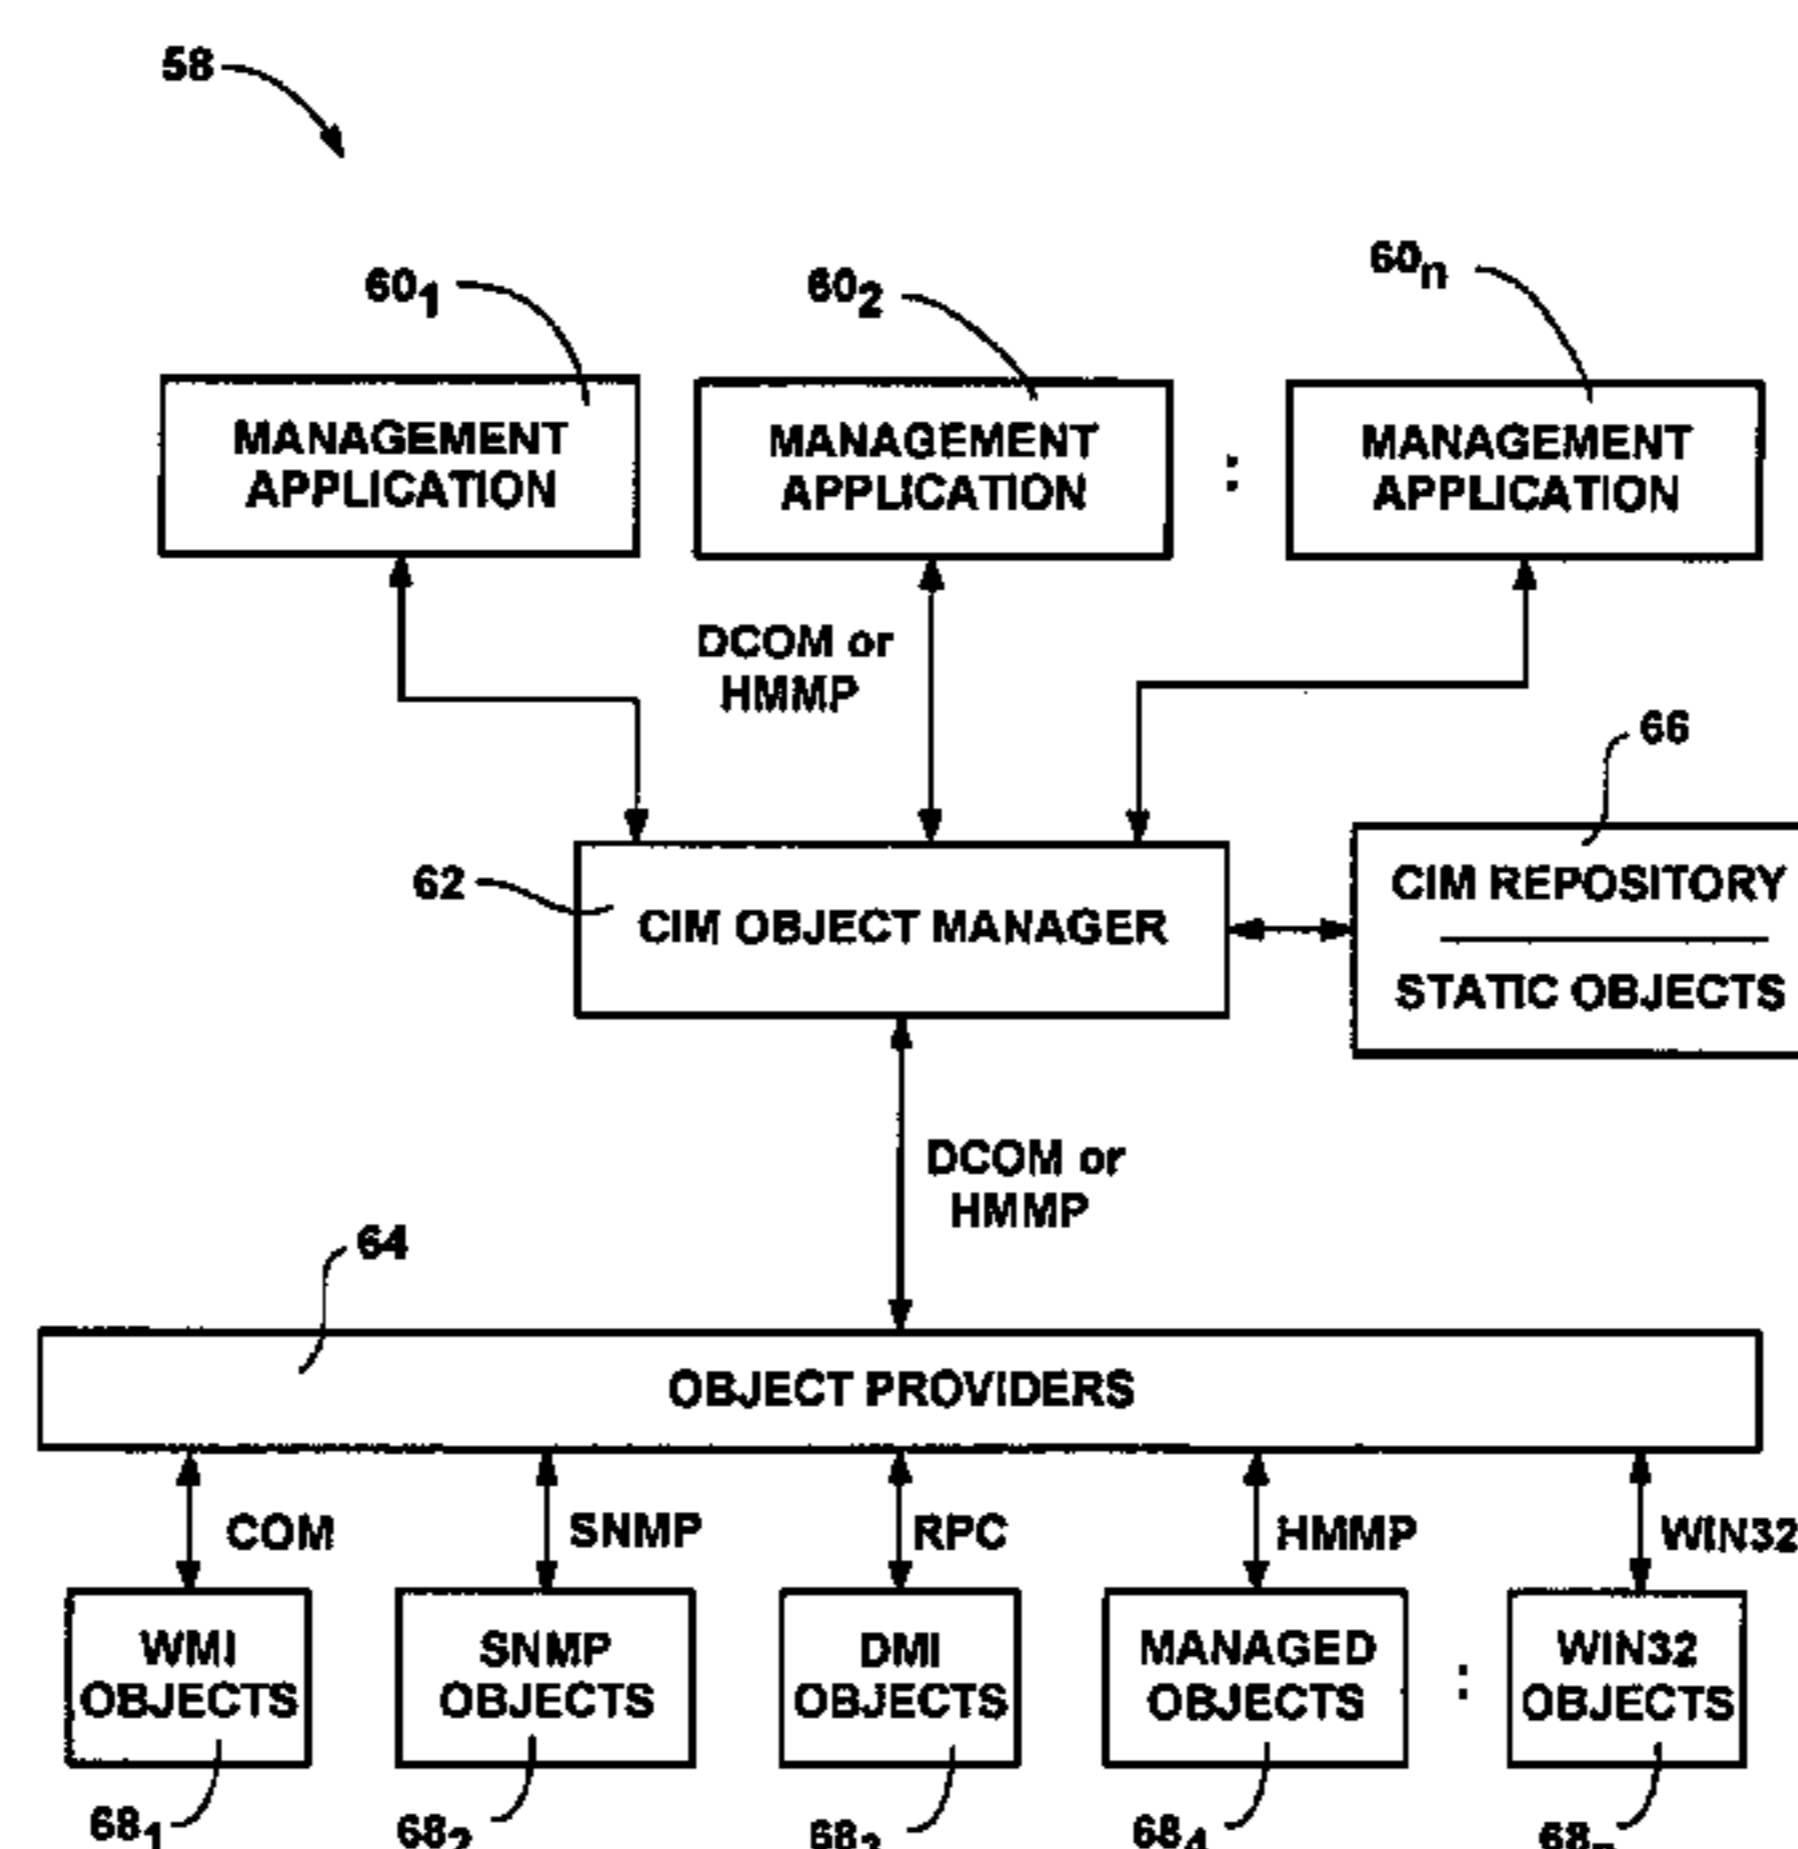 58
60₁
60₂
60ₙ
MANAGEMENT
APPLICATION
MANAGEMENT
APPLICATION
:
MANAGEMENT
APPLICATION
DCOM or
HMMP
66
62
CIM OBJECT MANAGER
CIM REPOSITORY
STATIC OBJECTS
DCOM or
HMMP
64
OBJECT PROVIDERS
COM
SNMP
RPC
HMMP
WIN32
WMI
OBJECTS
SNMP
OBJECTS
DMI
OBJECTS
MANAGED
OBJECTS
:
WIN32
OBJECTS
68₁
68₂
68₃
68₄
68ₙ